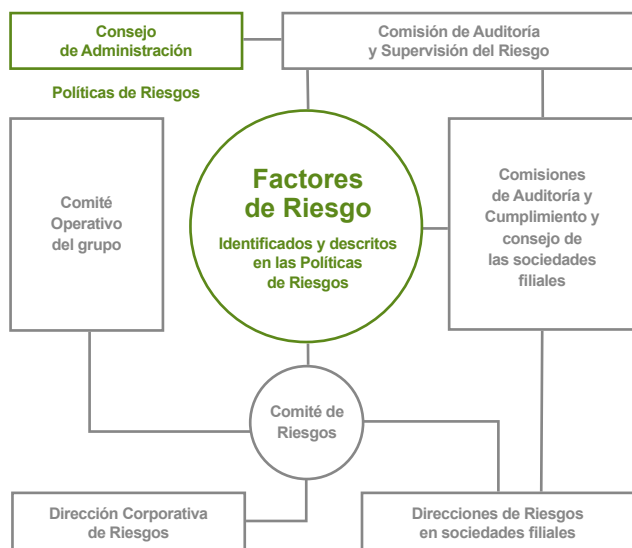 Consejo
de Administración
Comisión de Auditoría
y Supervisión del Riesgo
Políticas de Riesgos
Comité
Operativo
del grupo
Factores
de Riesgo
Identificados y descritos
en las Políticas
de Riesgos
Comisiones
de Auditoría y
Cumplimiento y
consejo de
las sociedades
filiales
Comité de
Riesgos
Dirección Corporativa
de Riesgos
Direcciones de Riesgos
en sociedades filiales